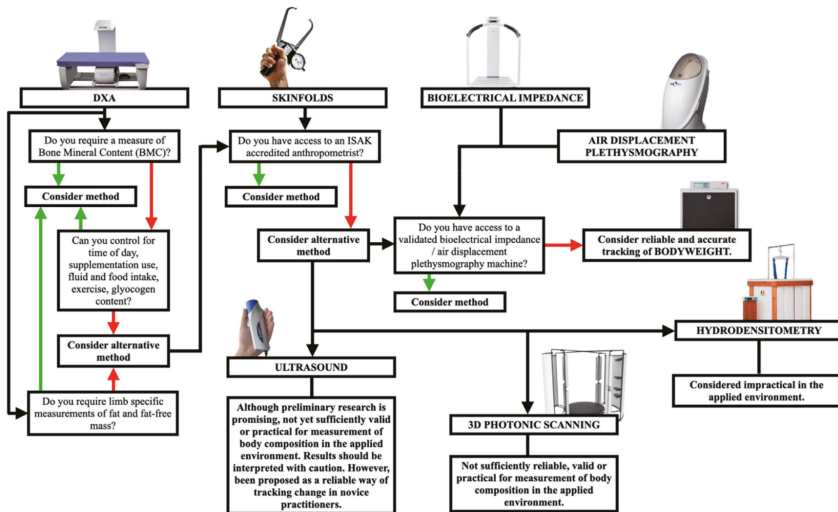 DXA
Do you require a measure of
Bone Mineral Content (BMC)?
Consider method
Can you control for
time of day,
supplementation use,
fluid and food intake,
exercise, glyocogen
content?
Consider alternative
method
Do you require limb specific
measurements of fat and fat-free
mass?
SKINFOLDS
Do you have access to an ISAK
accredited anthropometrist?
Consider method
Consider alternative
method
BIOELECTRICAL IMPEDANCE
AIR DISPLACEMENT
PLETHYSMOGRAPHY
Do you have access to a
validated bioelectrical impedance
/ air displacement
plethysmography machine?
Consider method
Consider reliable and accurate
tracking of BODYWEIGHT.
ULTRASOUND
Although preliminary research is
promising, not yet sufficiently valid
or practical for measurement of
body composition in the applied
environment. Results should be
interpreted with caution. However,
been proposed as a reliable way of
tracking change in novice
practitioners.
3D PHOTONIC SCANNING
Not sufficiently reliable, valid or
practical for measurement of body
composition in the applied
environment.
HYDRODENSITOMETRY
Considered impractical in the
applied environment.